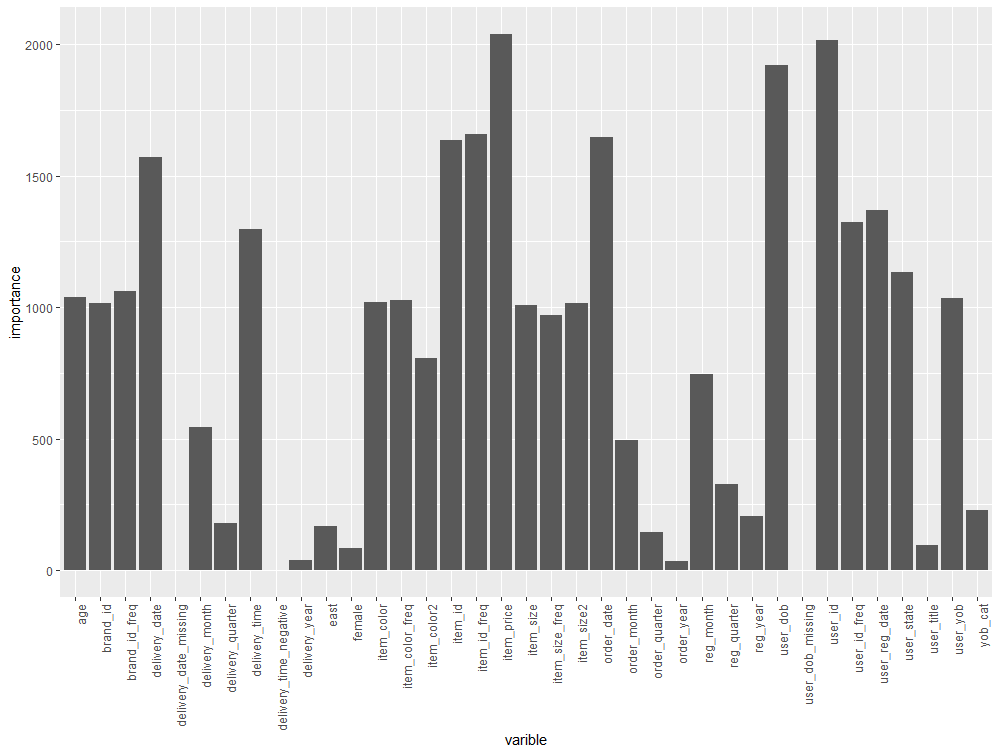 2000
1500
1000
500
0
importance
age
brand_id
brand_id_freq
delivery_date
delivery_date_missing
delivery_month
delivery_quarter
delivery_time
delivery_time_negative
delivery_year
east
female
item_color
item_color_freq
item_color2
item_id
item_id_freq
item_price
item_size
item_size_freq
item_size2
order_date
order_month
order_quarter
order_year
reg_month
reg_quarter
reg_year
user_dob
user_dob_missing
user_id
user_id_freq
user_reg_date
user_state
user_title
user_yob
yob_cat
varible